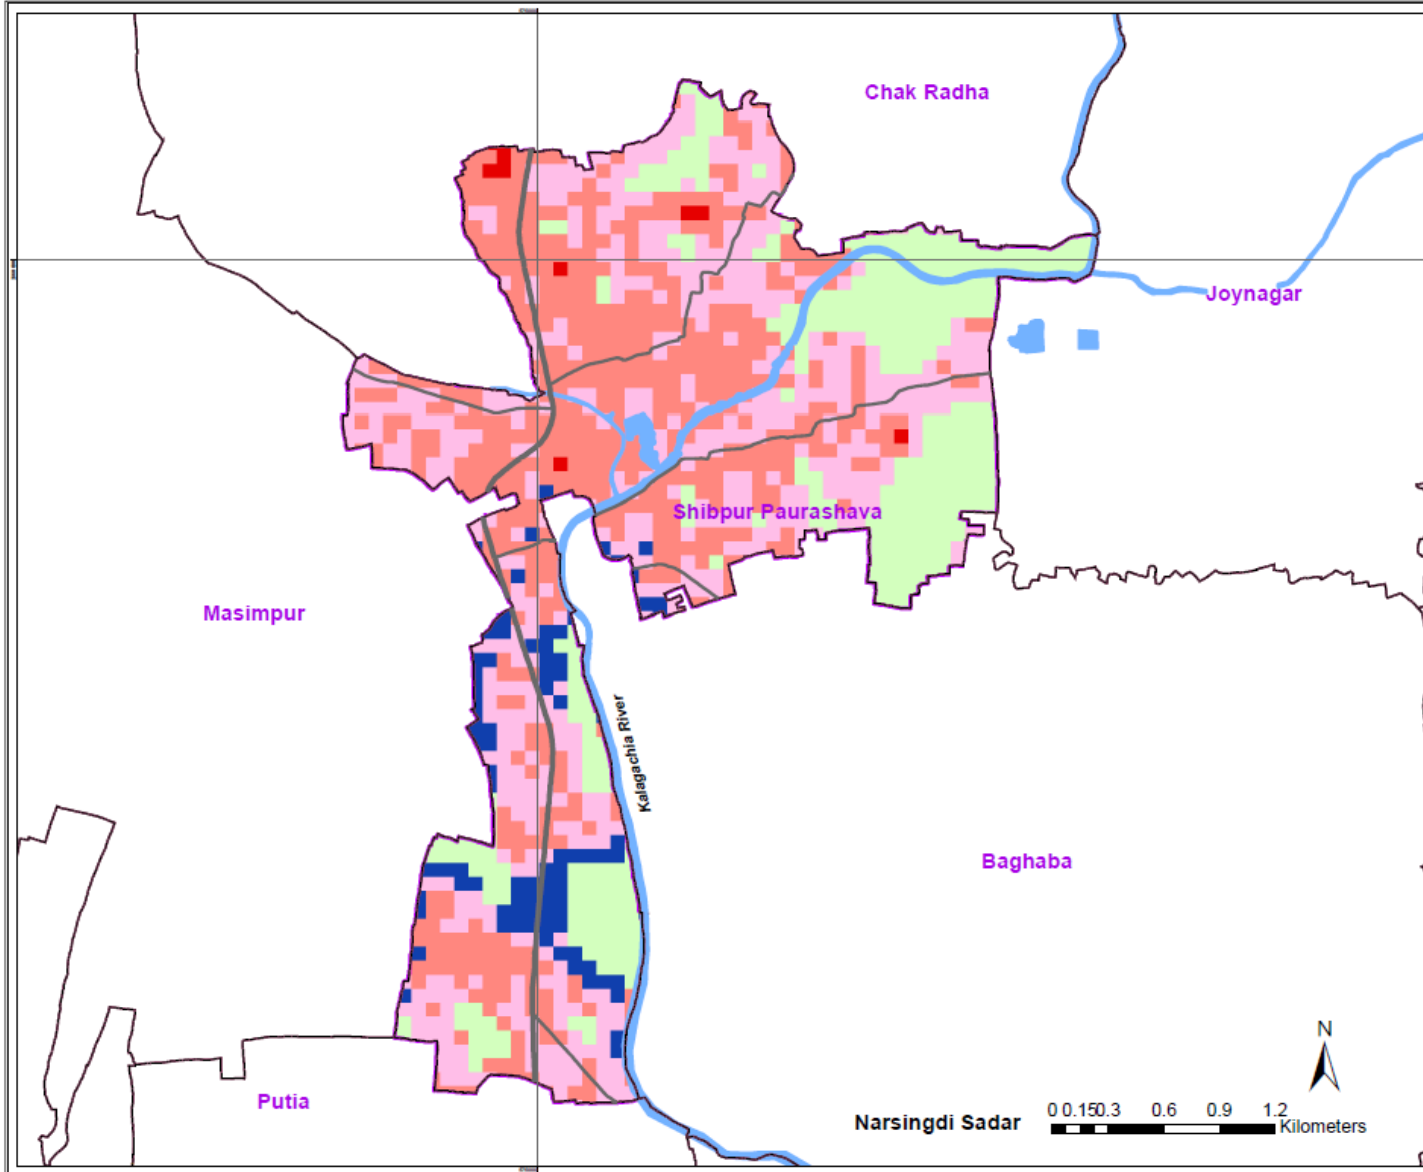 Chak Radha
Joynagar
Shibpur Paurashava
Masimpur
Kalagachia River
Baghaba
N
Putia
Narsingdi Sadar
0 0.15 0.3 0.6 0.9 1.2
Kilometers